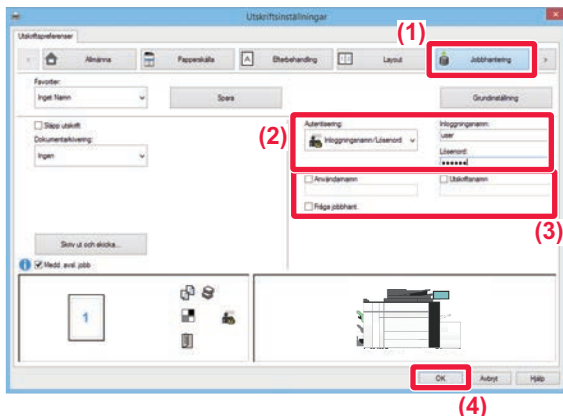 Utskriftsinställningar
Utskriftspreferenser
(1)
Allmänna
Papperskälla
Efterbehandling
Layout
Jobbhantering
Favoriter:
Inget Namn
Spara
Grundinställning
Släpp utskrift
Dokumentarkivering:
Ingen
(2)
Autentisering:
Inloggningsnamn/Lösenord
Inloggningsnamn:
user
Lösenord:
••••••
Användarnamn
Utskriftsnamn
Fråga jobbhant.
(3)
Skriv ut och skicka...
Medd. avsl. jobb
1
OK
Avbryt
Hjälp
(4)